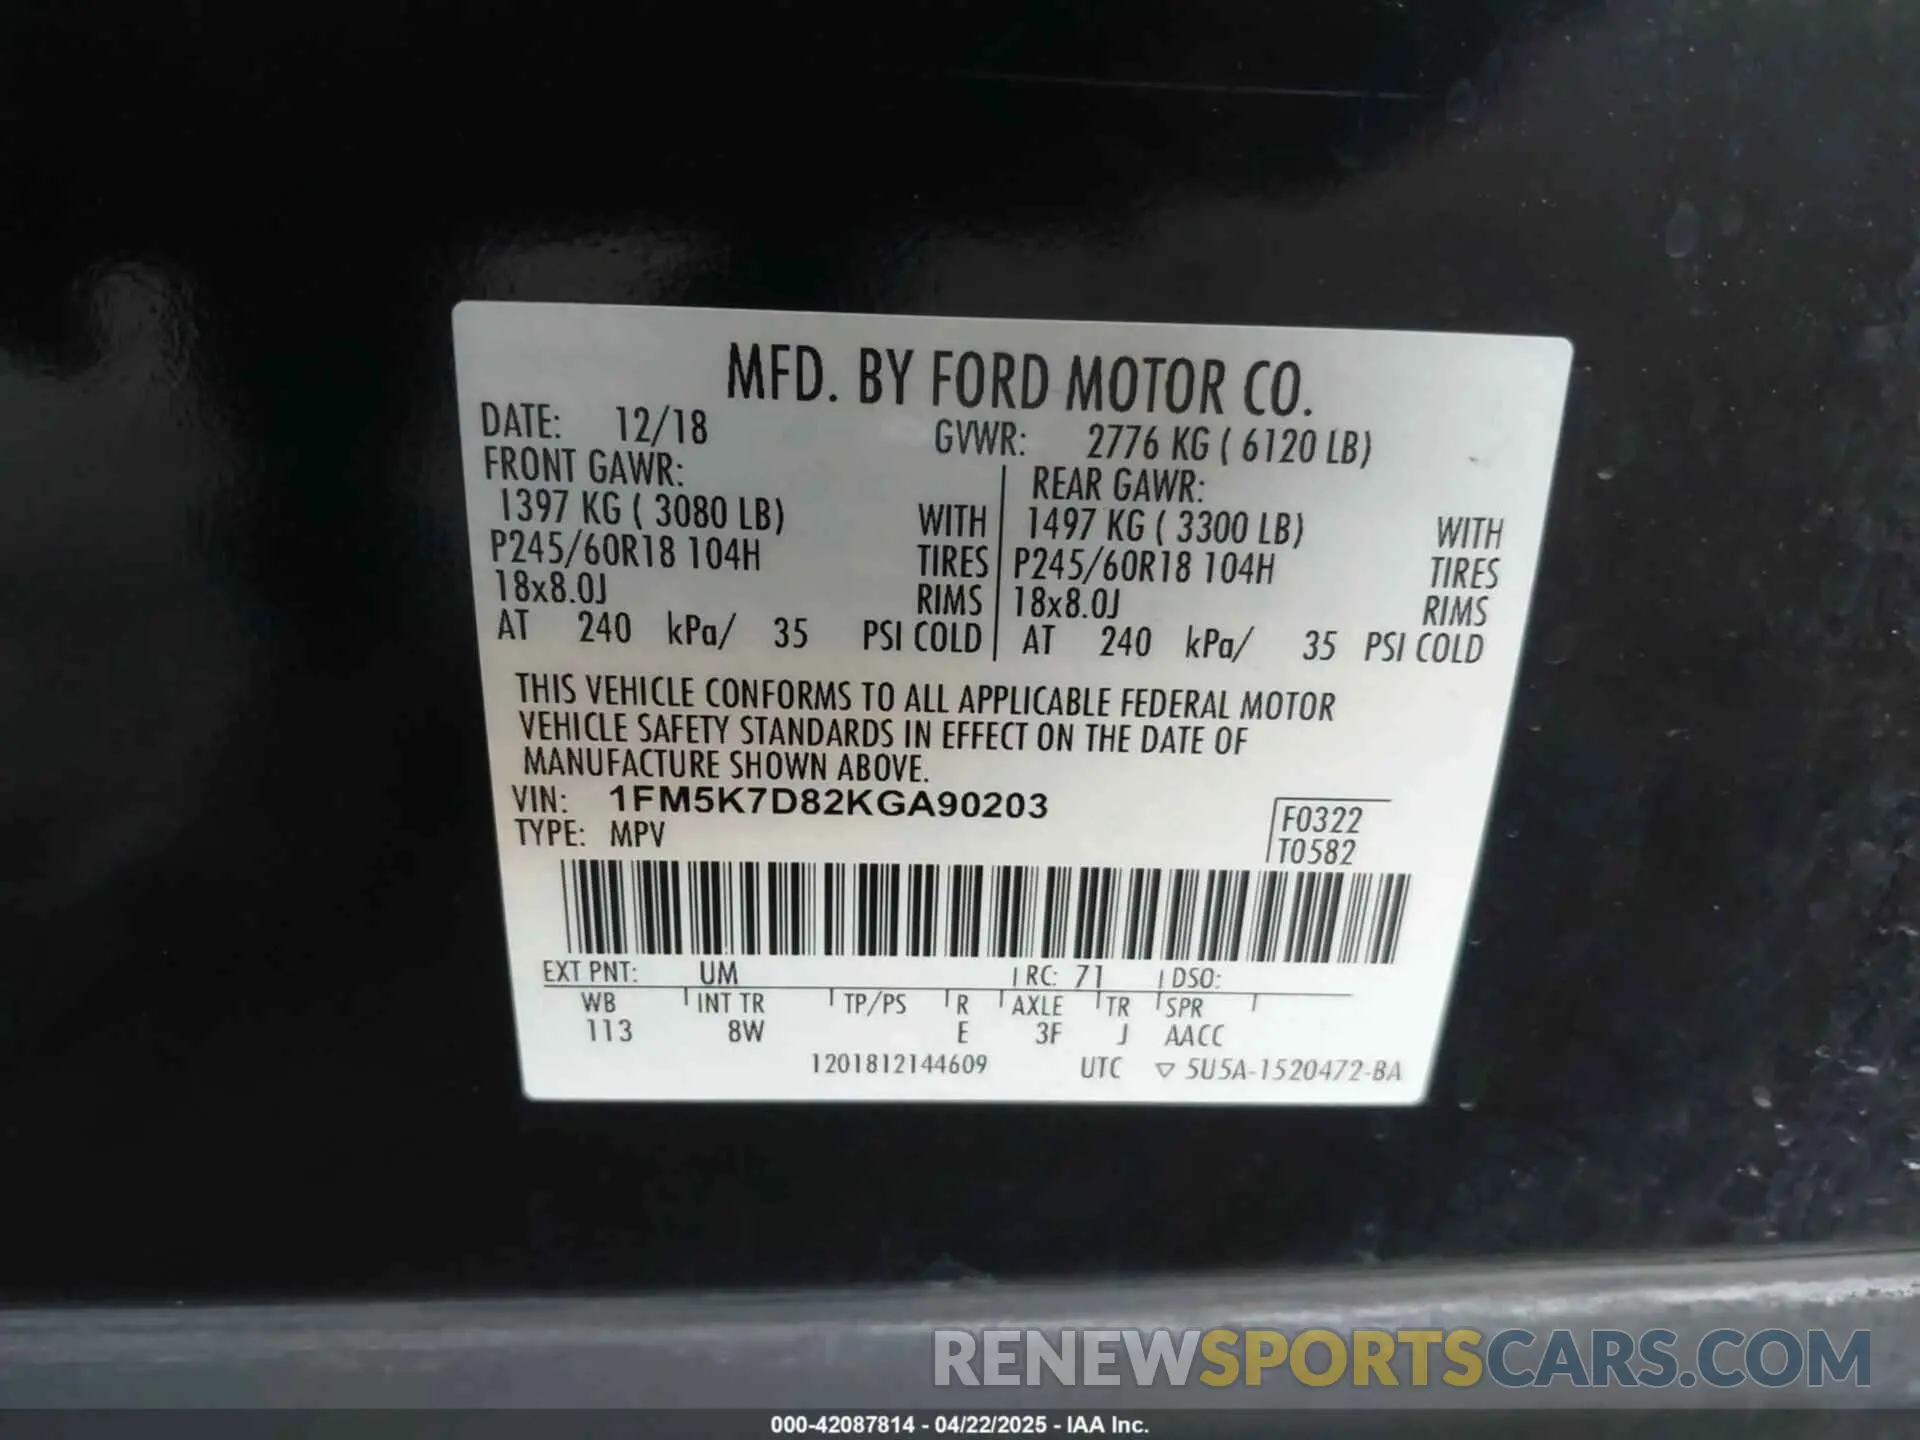 MFD. BY FORD MOTOR CO.
DATE: 12/18 GVWR: 2776 KG ( 6120 LB)
FRONT GAWR: REAR GAWR:
1397 KG ( 3080 LB) WITH 1497 KG ( 3300 LB) WITH
P245/60R18 104H TIRES P245/60R18 104H TIRES
18x8.0J RIMS 18x8.0J RIMS
AT 240 kPa/ 35 PSI COLD AT 240 kPa/ 35 PSI COLD
THIS VEHICLE CONFORMS TO ALL APPLICABLE FEDERAL MOTOR
VEHICLE SAFETY STANDARDS IN EFFECT ON THE DATE OF
MANUFACTURE SHOWN ABOVE.
VIN: 1FM5K7D82KGA90203 F0322
TYPE: MPV T0582
EXT PNT: UM RC: 71 DSO:
WB INT TR TP/PS R AXLE TR SPR
113 8W E 3F J AACC
1201812144609 UTC ▽ 5U5A-1520472-BA
RENEWSPORTSCARS.COM
000-42087814 - 04/22/2025 - IAA Inc.